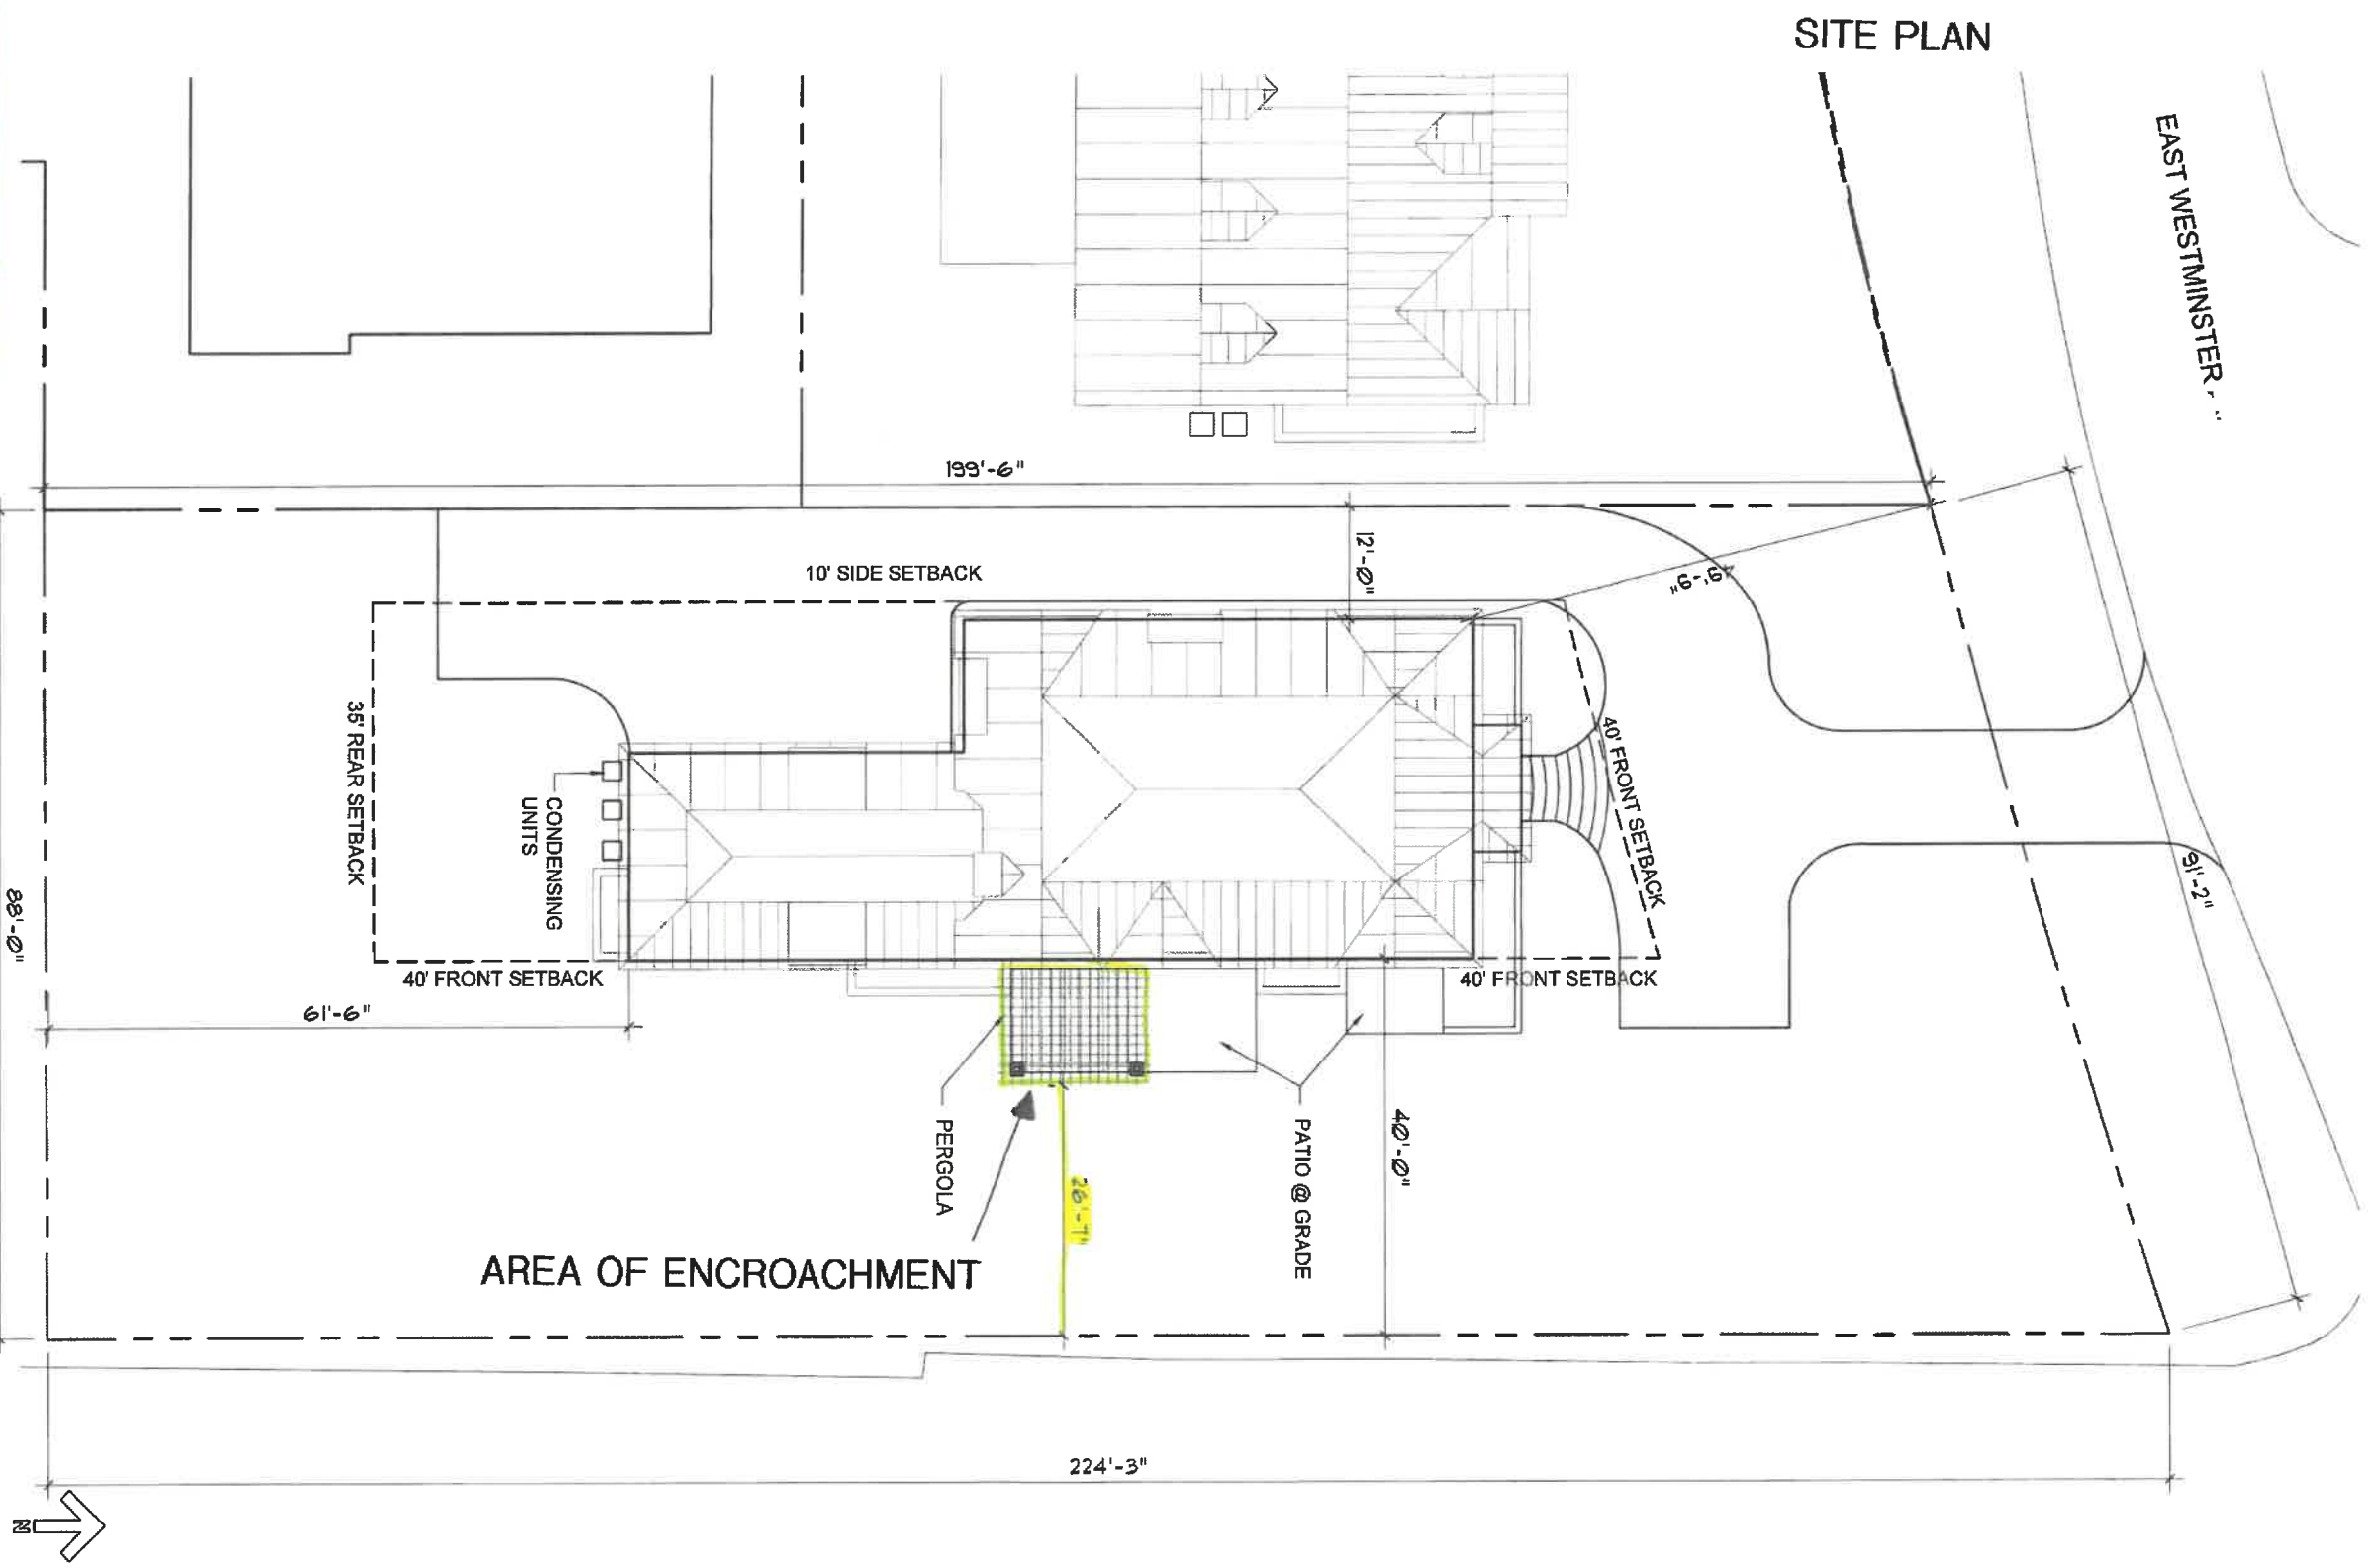 SITE PLAN
EAST WESTMINSTER
199'-6"
12'-0"
10' SIDE SETBACK
35' REAR SETBACK
CONDENSING
UNITS
40' FRONT SETBACK
91'-2"
88'-0"
40' FRONT SETBACK
40' FRONT SETBACK
61'-6"
PERGOLA
26'-7"
PATIO @ GRADE
40'-0"
AREA OF ENCROACHMENT
224'-3"
N